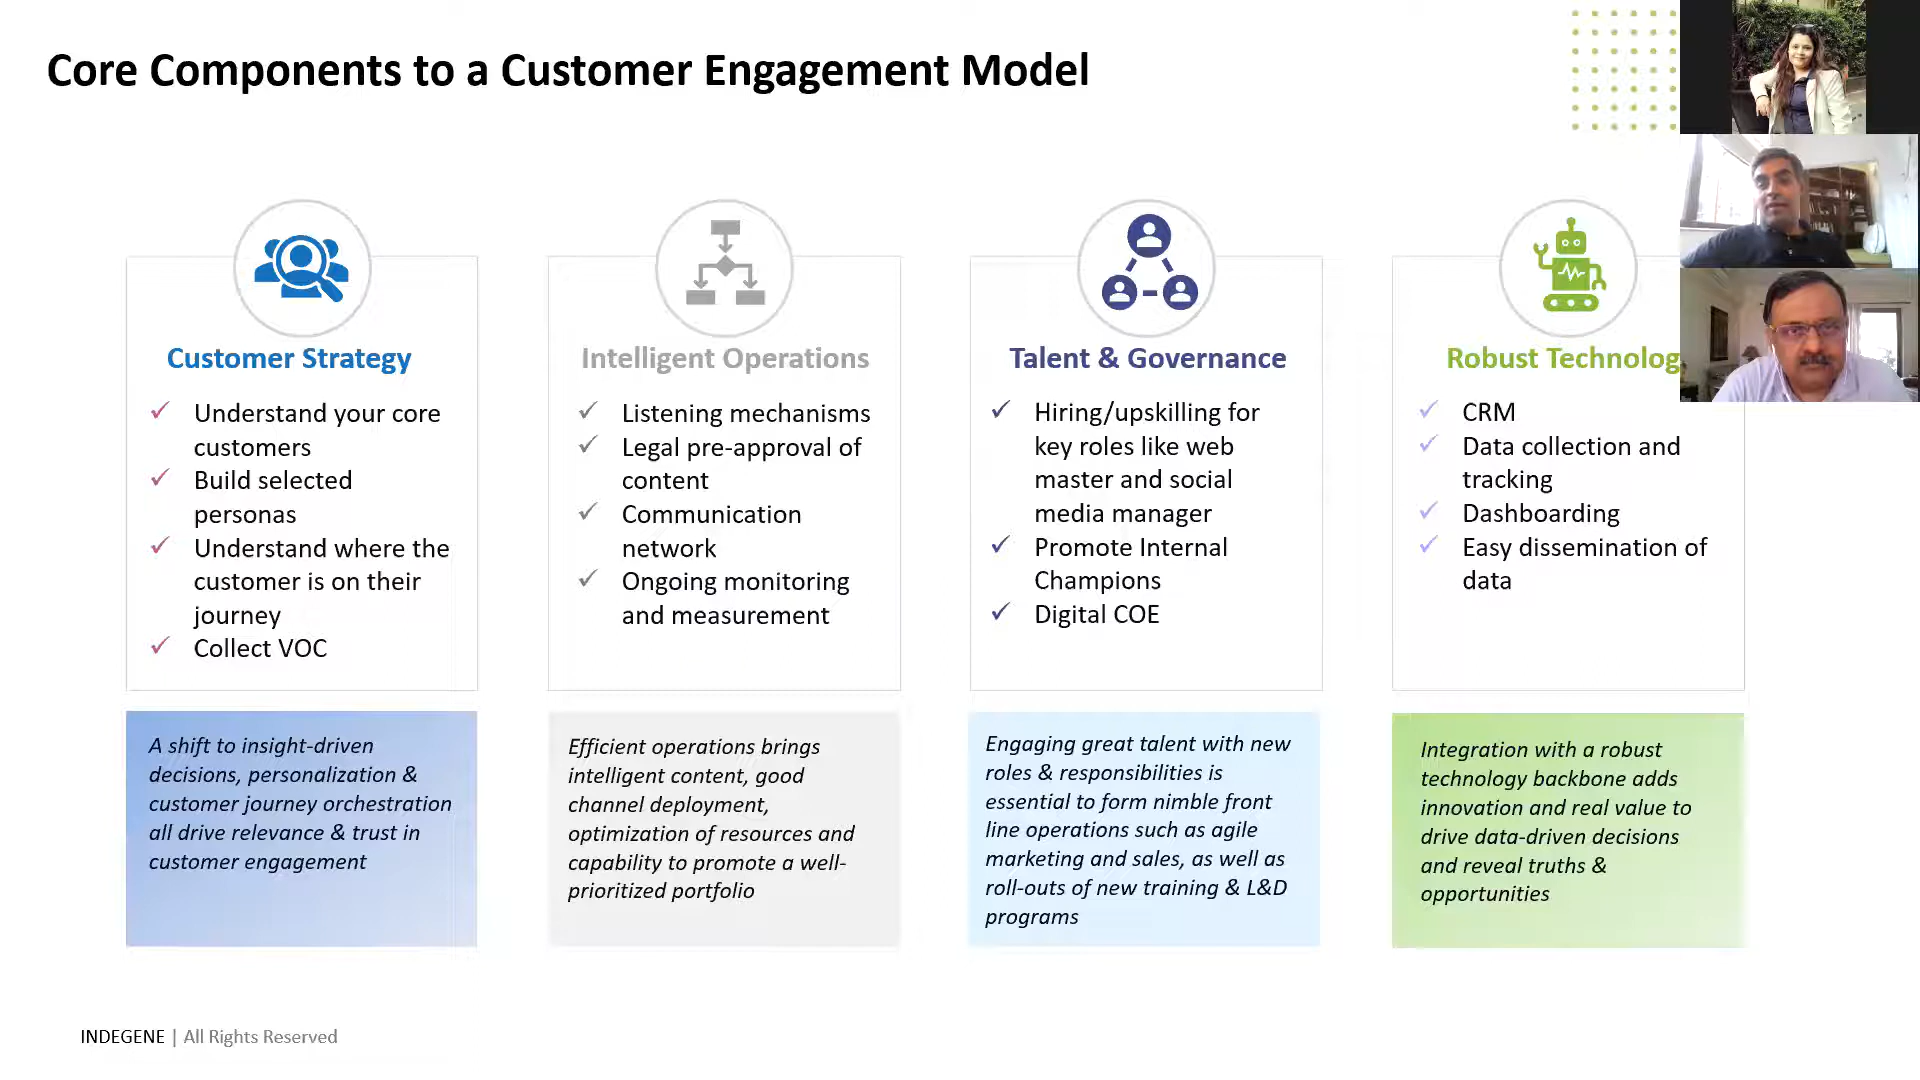 Core Components to a Customer Engagement Model
Customer Strategy
Understand your core
customers
Build selected
personas
Understand where the
customer is on their
journey
Collect VOC
A shift to insight-driven
decisions, personalization &
customer journey orchestration
all drive relevance & trust in
customer engagement
Intelligent Operations
Listening mechanisms
Legal pre-approval of
content
Communication
network
Ongoing monitoring
and measurement
Efficient operations brings
intelligent content, good
channel deployment,
optimization of resources and
capability to promote a well-
prioritized portfolio
Talent & Governance
Hiring/upskilling for
key roles like web
master and social
media manager
Promote Internal
Champions
Digital COE
Engaging great talent with new
roles & responsibilities is
essential to form nimble front
line operations such as agile
marketing and sales, as well as
roll-outs of new training & L&D
programs
Robust Technolog
CRM
Data collection and
tracking
Dashboarding
Easy dissemination of
data
Integration with a robust
technology backbone adds
innovation and real value to
drive data-driven decisions
and reveal truths &
opportunities
INDEGENE | All Rights Reserved